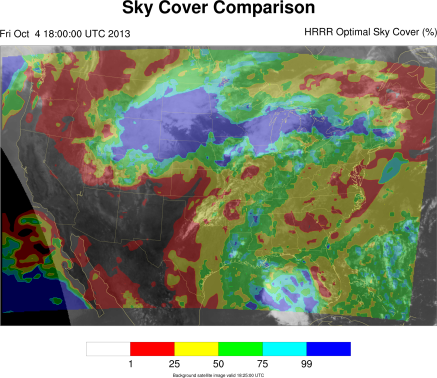 Sky Cover Comparison
Fri Oct 4 18:00:00 UTC 2013
HRRR Optimal Sky Cover (%)
1 25 50 75 99
Background satellite image valid 18:25:00 UTC